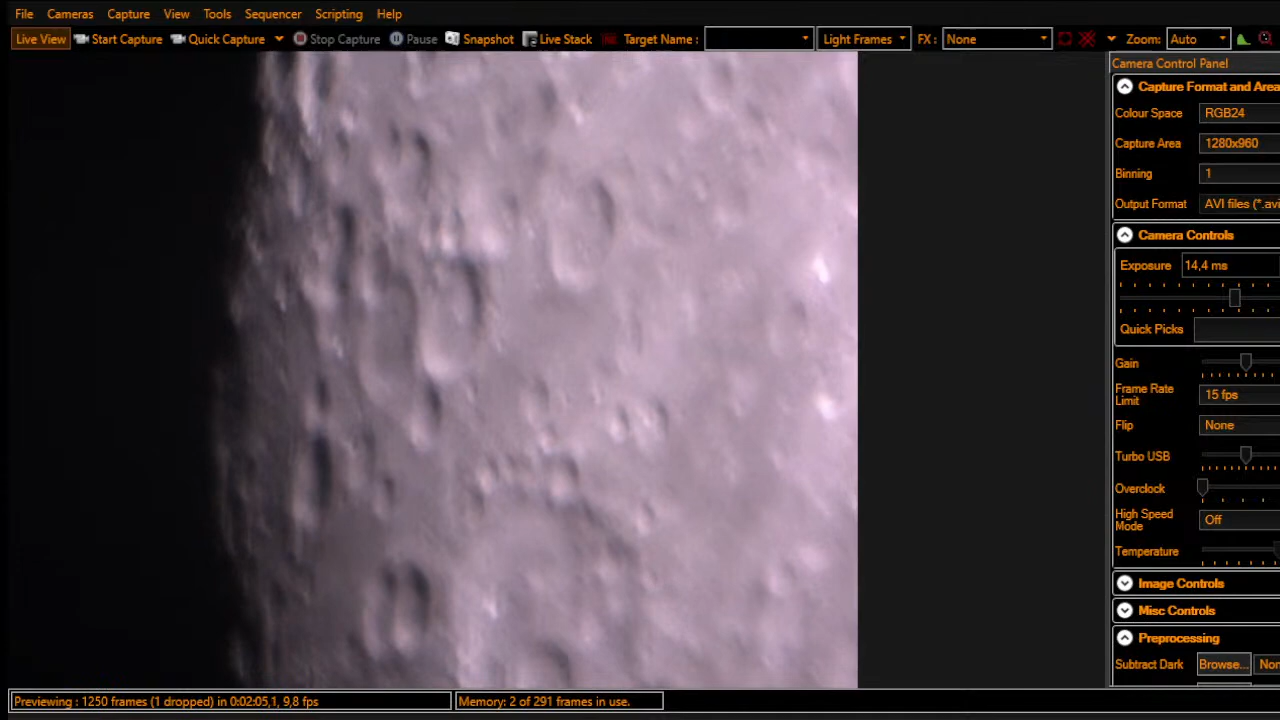 File Cameras Capture View Tools Sequencer Scripting Help
Live View Start Capture Quick Capture Stop Capture Pause Snapshot Live Stack Target Name : Light Frames FX : None Zoom: Auto
Camera Control Panel
Capture Format and Area
Colour Space RGB24
Capture Area 1280x960
Binning 1
Output Format AVI files (*.avi
Camera Controls
Exposure 14,4 ms
Quick Picks
Gain
Frame Rate Limit 15 fps
Flip None
Turbo USB
Overclock
High Speed Mode Off
Temperature
Image Controls
Misc Controls
Preprocessing
Subtract Dark Browse... Non
Previewing : 1250 frames (1 dropped) in 0:02:05,1, 9,8 fps Memory: 2 of 291 frames in use.